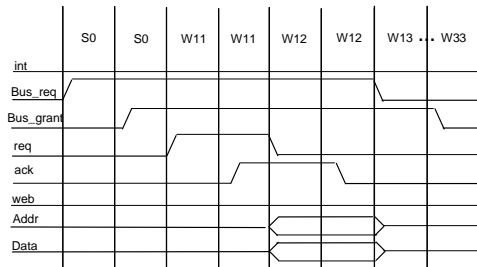 S0 S0 W11 W11 W12 W12 W13 ... W33
int
Bus_req
Bus_grant
req
ack
web
Addr
Data